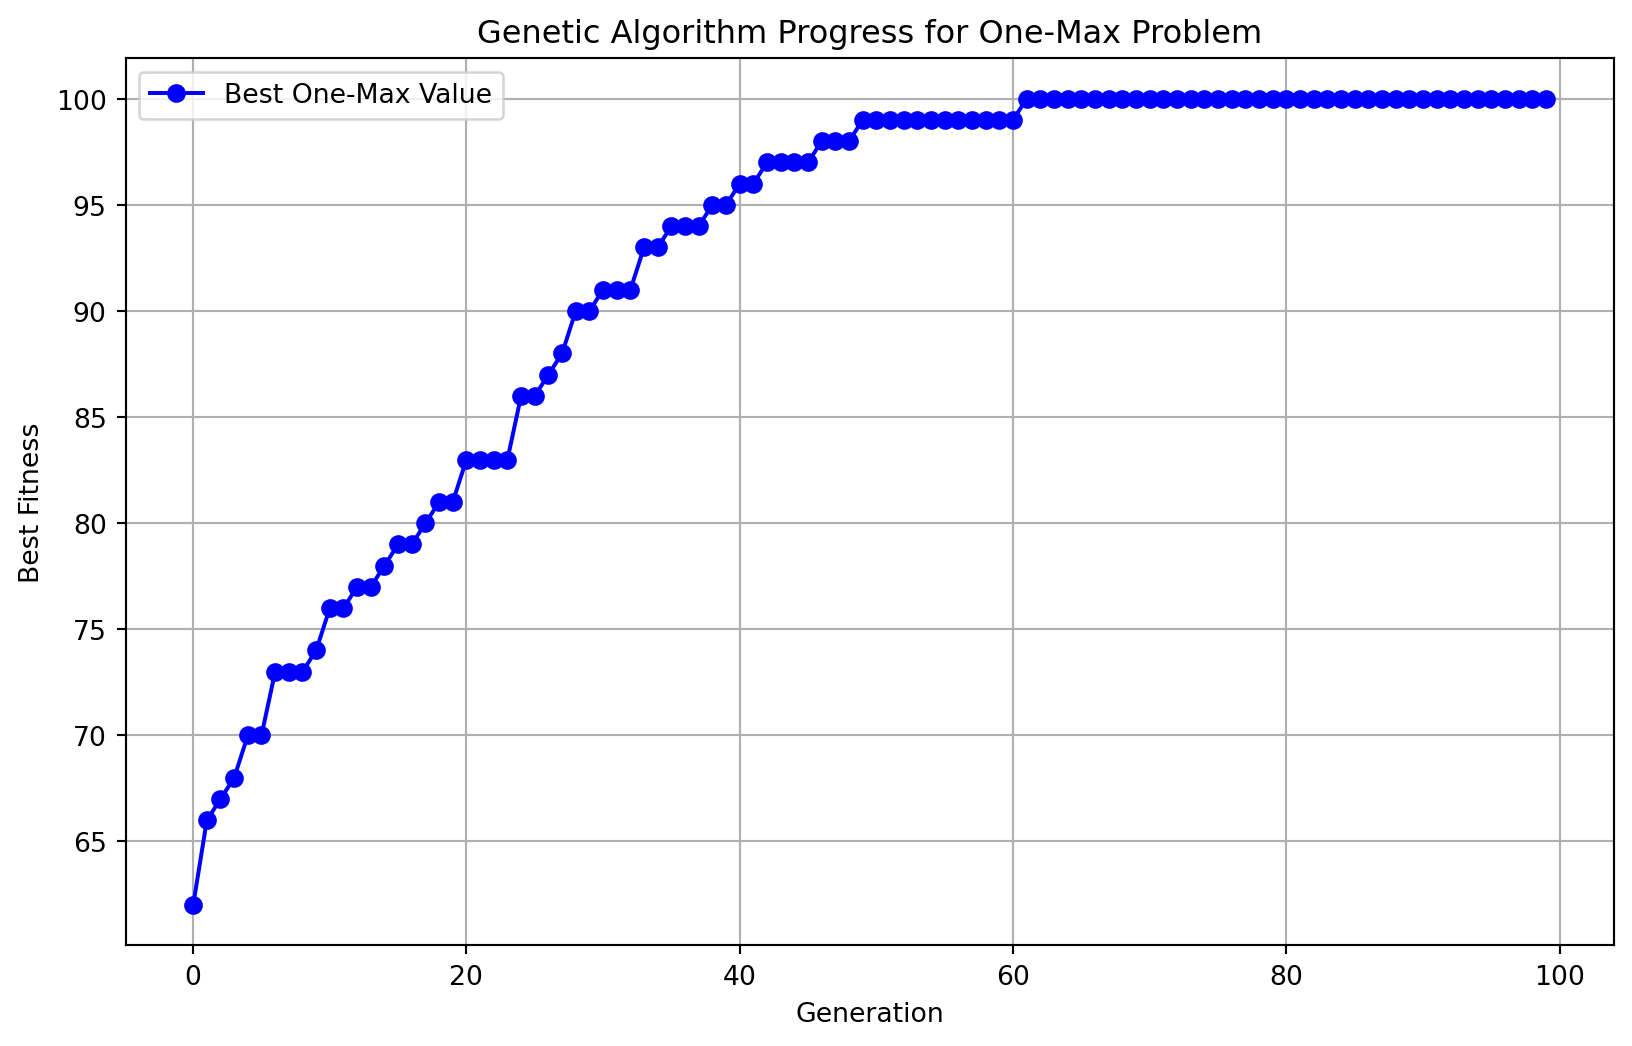 Genetic Algorithm Progress for One-Max Problem
Best One-Max Value
100
95
90
85
80
75
70
65
Best Fitness
0 20 40 60 80 100
Generation